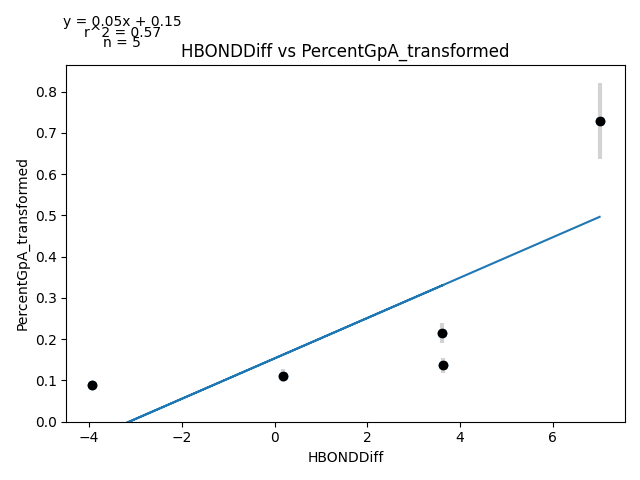 y = 0.05x + 0.15
r^2 = 0.57
n = 5
HBONDDiff vs PercentGpA_transformed
PercentGpA_transformed
0.8
0.7
0.6
0.5
0.4
0.3
0.2
0.1
0.0
−4 −2 0 2 4 6
HBONDDiff